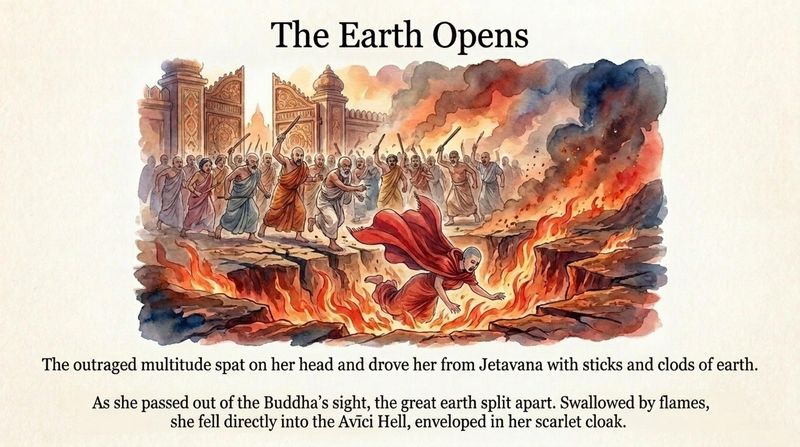 The Earth Opens
The outraged multitude spat on her head and drove her from Jetavana with sticks and clods of earth.
As she passed out of the Buddha’s sight, the great earth split apart. Swallowed by flames,
she fell directly into the Avīci Hell, enveloped in her scarlet cloak.